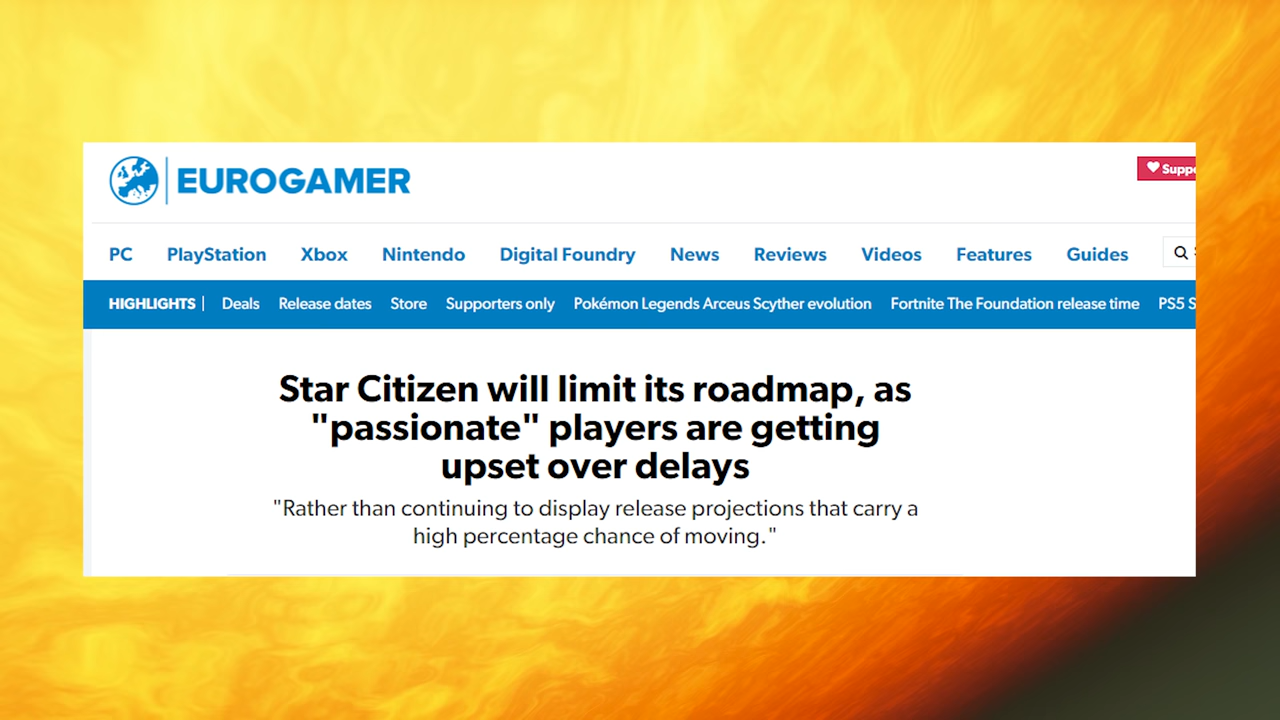 EUROGAMER
Suppo
PC PlayStation Xbox Nintendo Digital Foundry News Reviews Videos Features Guides
HIGHLIGHTS | Deals Release dates Store Supporters only Pokémon Legends Arceus Scyther evolution Fortnite The Foundation release time PS5 S
Star Citizen will limit its roadmap, as
"passionate" players are getting
upset over delays
"Rather than continuing to display release projections that carry a
high percentage chance of moving."